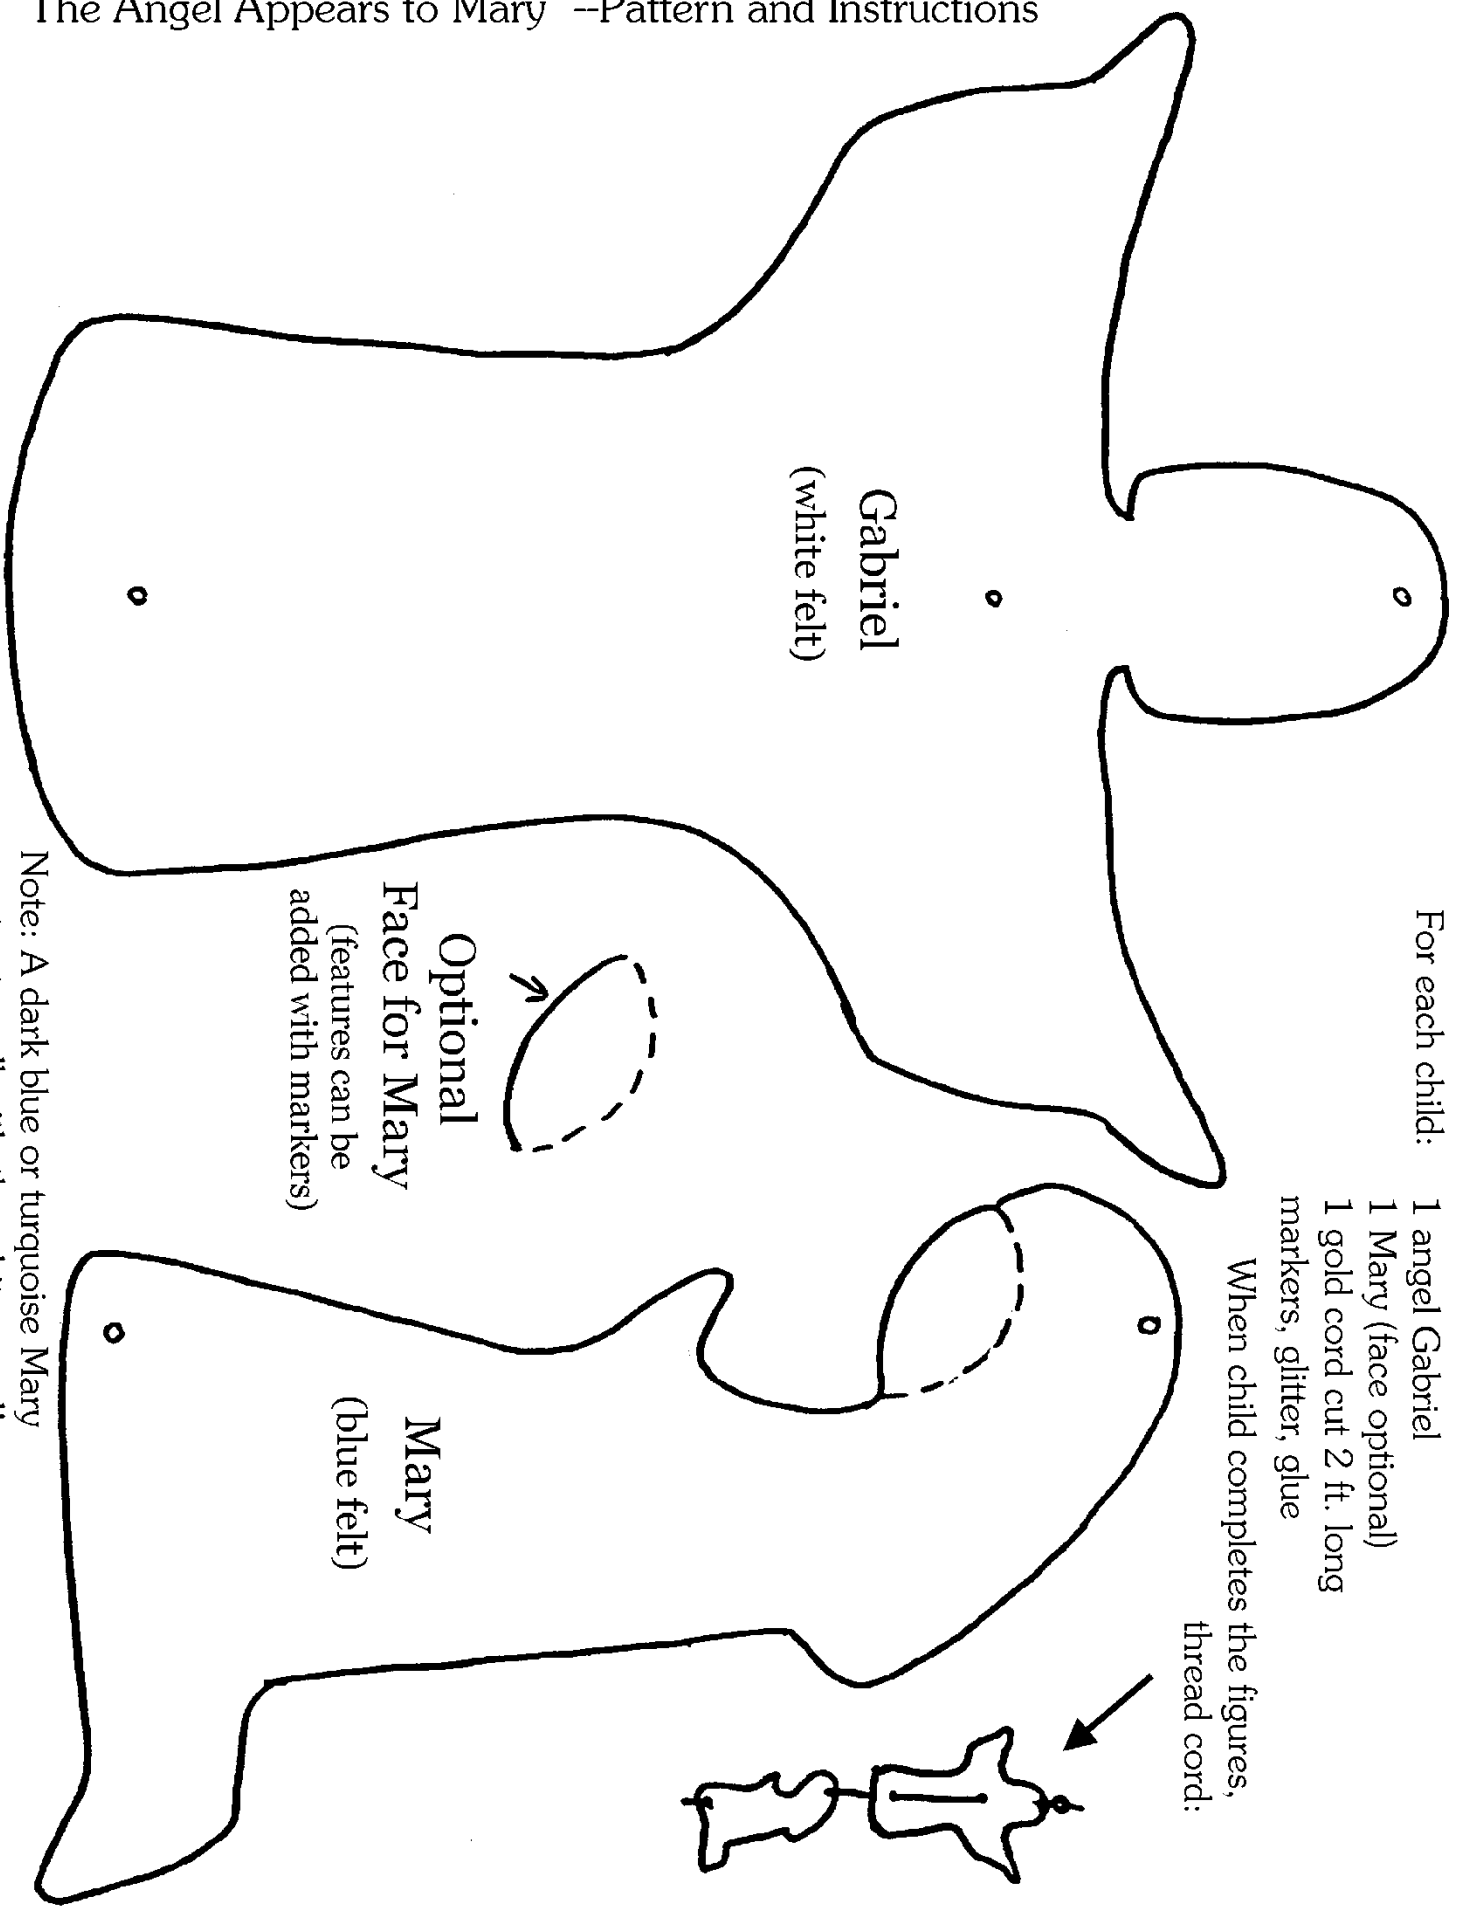 The Angel Appears to Mary --Pattern and Instructions
For each child:
1 angel Gabriel
1 Mary (face optional)
1 gold cord cut 2 ft. long
markers, glitter, glue
When child completes the figures,
thread cord:
Gabriel
(white felt)
Optional
Face for Mary
(features can be
added with markers)
Mary
(blue felt)
Note: A dark blue or turquoise Mary